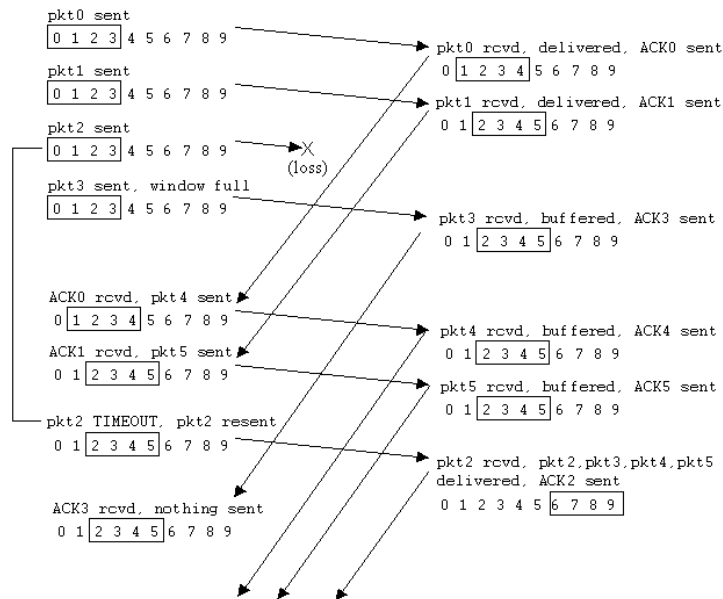 pkt0 sent
0 1 2 3 4 5 6 7 8 9
pkt1 sent
0 1 2 3 4 5 6 7 8 9
pkt2 sent
0 1 2 3 4 5 6 7 8 9
X
(loss)
pkt3 sent, window full
0 1 2 3 4 5 6 7 8 9
ACK0 rcvd, pkt4 sent
0 1 2 3 4 5 6 7 8 9
ACK1 rcvd, pkt5 sent
0 1 2 3 4 5 6 7 8 9
pkt2 TIMEOUT, pkt2 resent
0 1 2 3 4 5 6 7 8 9
ACK3 rcvd, nothing sent
0 1 2 3 4 5 6 7 8 9
pkt0 rcvd, delivered, ACK0 sent
0 1 2 3 4 5 6 7 8 9
pkt1 rcvd, delivered, ACK1 sent
0 1 2 3 4 5 6 7 8 9
pkt3 rcvd, buffered, ACK3 sent
0 1 2 3 4 5 6 7 8 9
pkt4 rcvd, buffered, ACK4 sent
0 1 2 3 4 5 6 7 8 9
pkt5 rcvd, buffered, ACK5 sent
0 1 2 3 4 5 6 7 8 9
pkt2 rcvd, pkt2,pkt3,pkt4,pkt5
delivered, ACK2 sent
0 1 2 3 4 5 6 7 8 9